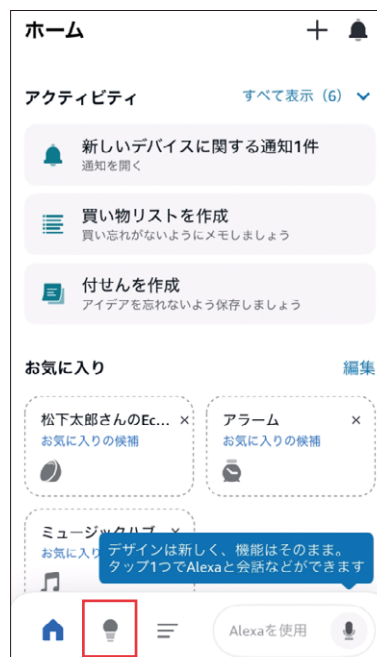 ホーム
アクティビティ
すべて表示（6）
新しいデバイスに関する通知1件
通知を開く
買い物リストを作成
買い忘れがないようにメモしましょう
付せんを作成
アイデアを忘れないよう保存しましょう
お気に入り
編集
松下太郎さんのEc... ×
お気に入りの候補
アラーム ×
お気に入りの候補
ミュージックハブ ×
お気に入り
デザインは新しく、機能はそのまま。
タップ1つでAlexaと会話などができます
Alexaを使用